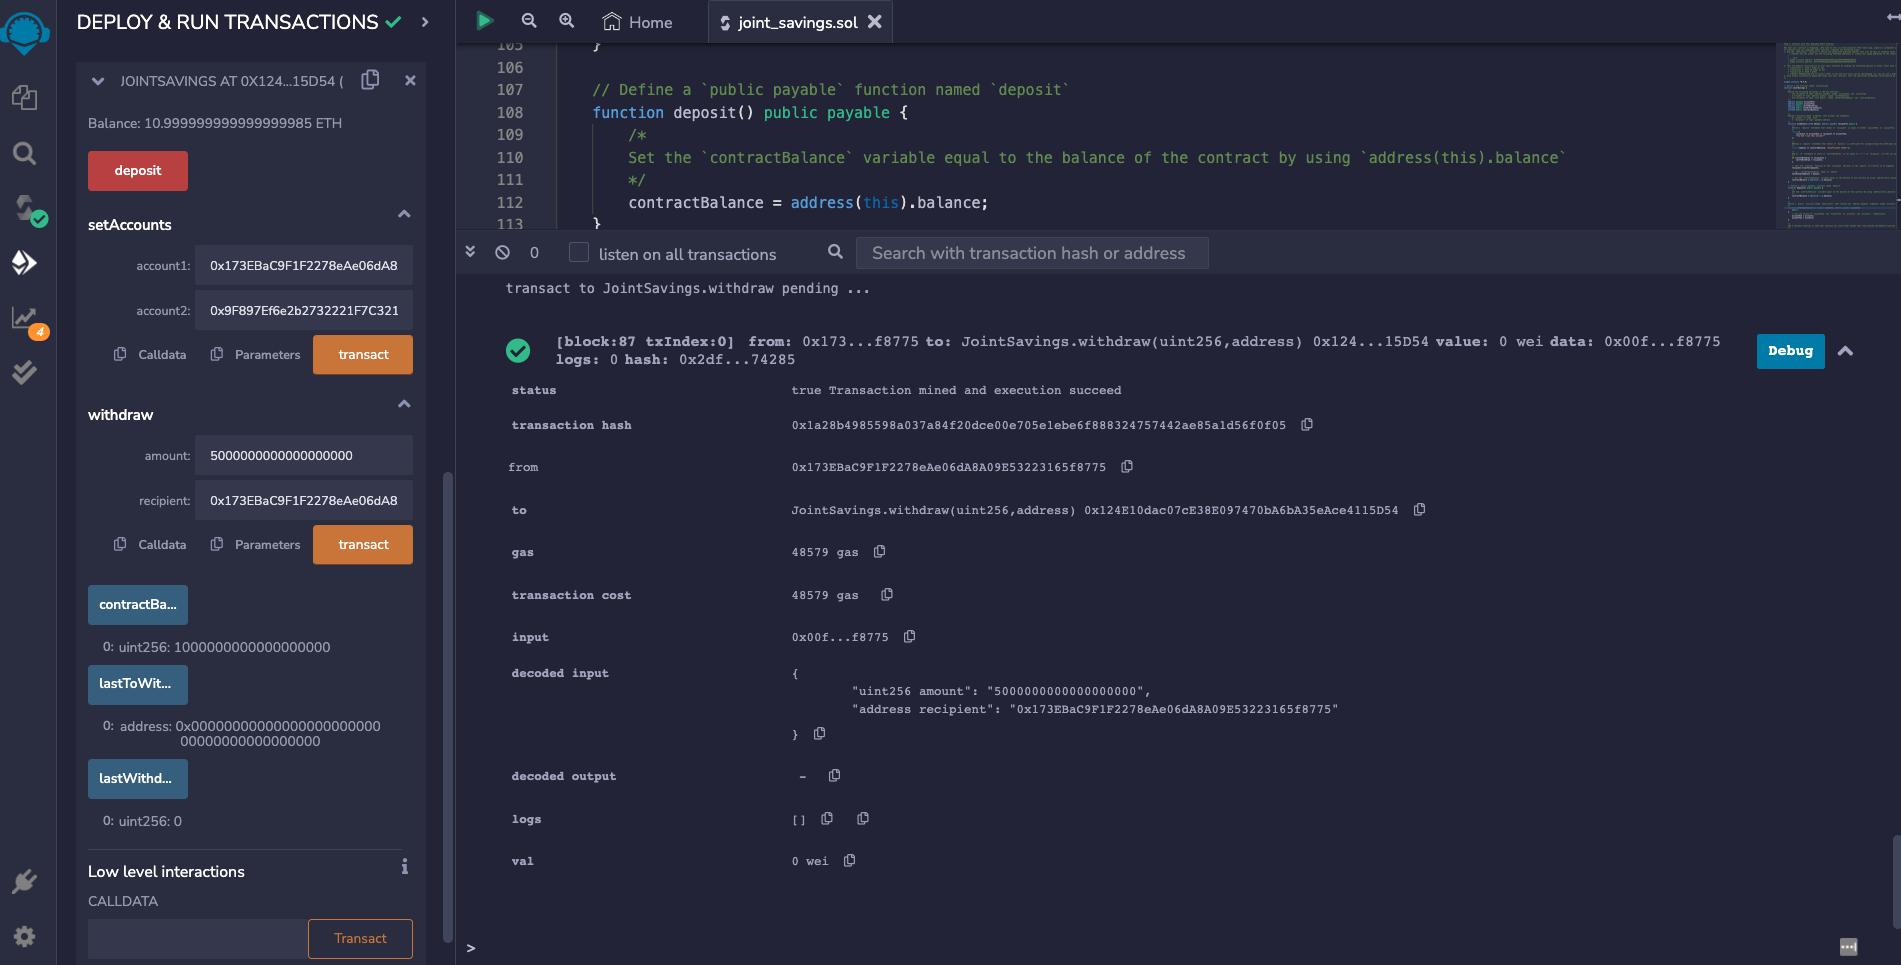 DEPLOY & RUN TRANSACTIONS
JOINTSAVINGS AT 0X124...15D54 (
Balance: 10.999999999999999985 ETH
deposit
setAccounts
account1: 0x173EBaC9F1F2278eAe06dA8
account2: 0x9F897Ef6e2b2732221F7C321
Calldata Parameters transact
withdraw
amount: 5000000000000000000
recipient: 0x173EBaC9F1F2278eAe06dA8
Calldata Parameters transact
contractBa...
0: uint256: 1000000000000000000
lastToWit...
0: address: 0x00000000000000000000000
00000000000000000
lastWithd...
0: uint256: 0
Low level interactions
CALLDATA
Transact
4
Home joint_savings.sol
105 }
106
107 // Define a `public payable` function named `deposit`
108 function deposit() public payable {
109 /*
110 Set the `contractBalance` variable equal to the balance of the contract by using `address(this).balance`
111 */
112 contractBalance = address(this).balance;
113 }
0 listen on all transactions Search with transaction hash or address
transact to JointSavings.withdraw pending ...
[block:87 txIndex:0] from: 0x173...f8775 to: JointSavings.withdraw(uint256,address) 0x124...15D54 value: 0 wei data: 0x00f...f8775
logs: 0 hash: 0x2df...74285
Debug
status true Transaction mined and execution succeed
transaction hash 0x1a28b4985598a037a84f20dce00e705e1ebe6f888324757442ae85a1d56f0f05
from 0x173EBaC9F1F2278eAe06dA8A09E53223165f8775
to JointSavings.withdraw(uint256,address) 0x124E10dac07cE38E097470bA6bA35eAce4115D54
gas 48579 gas
transaction cost 48579 gas
input 0x00f...f8775
decoded input {
"uint256 amount": "5000000000000000000",
"address recipient": "0x173EBaC9F1F2278eAe06dA8A09E53223165f8775"
}
decoded output -
logs []
val 0 wei
>